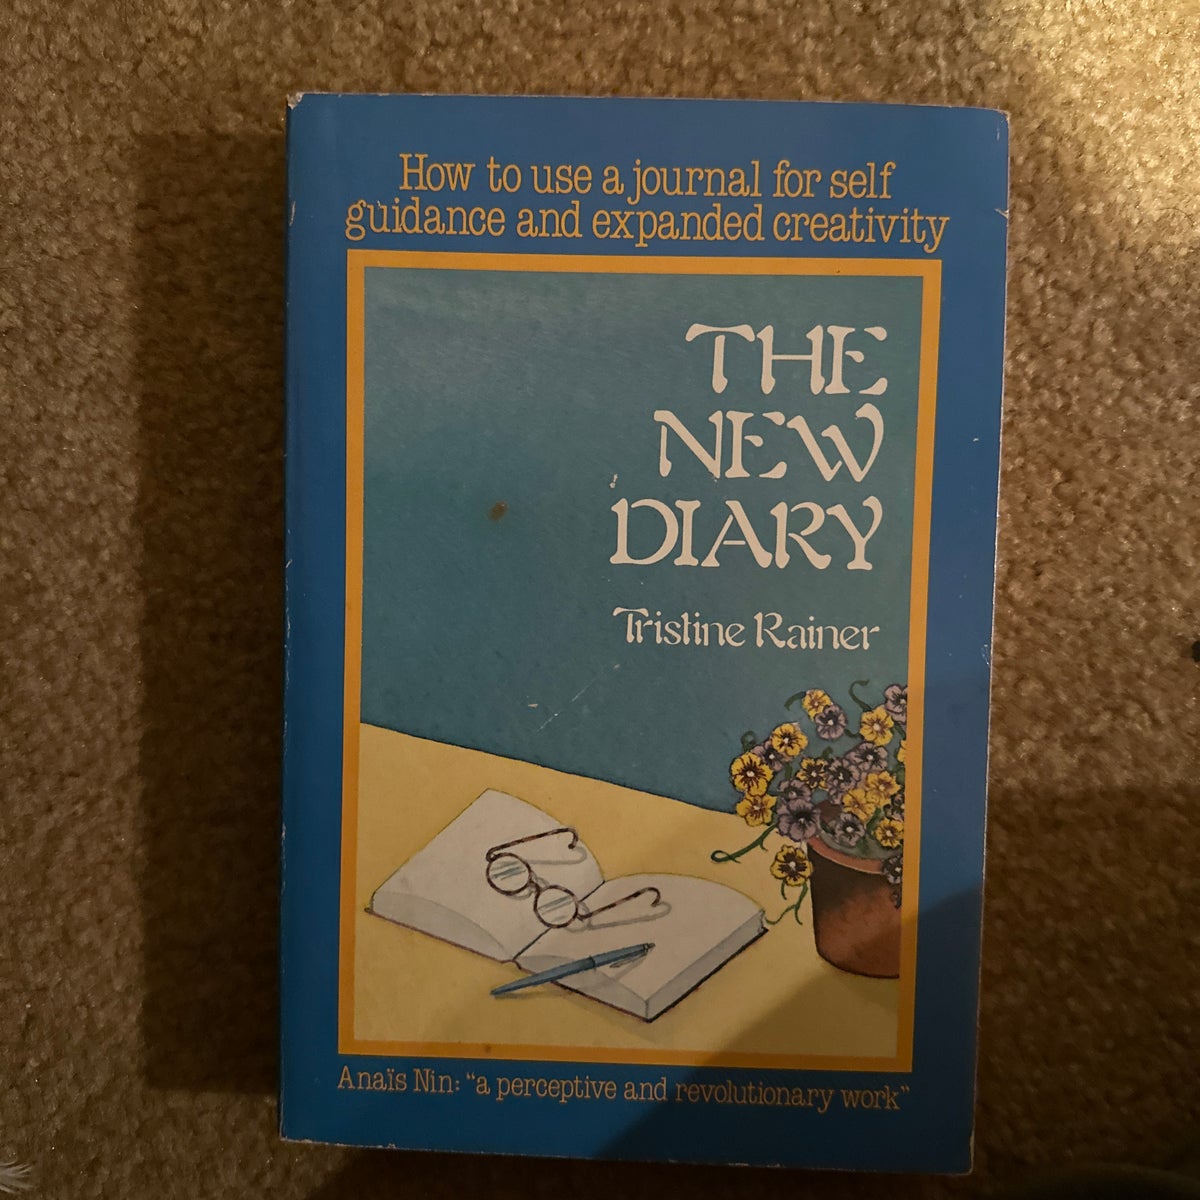 How to use a journal for self
guidance and expanded creativity
THE
NEW
DIARY
Tristine Rainer
Anaïs Nin: “a perceptive and revolutionary work”